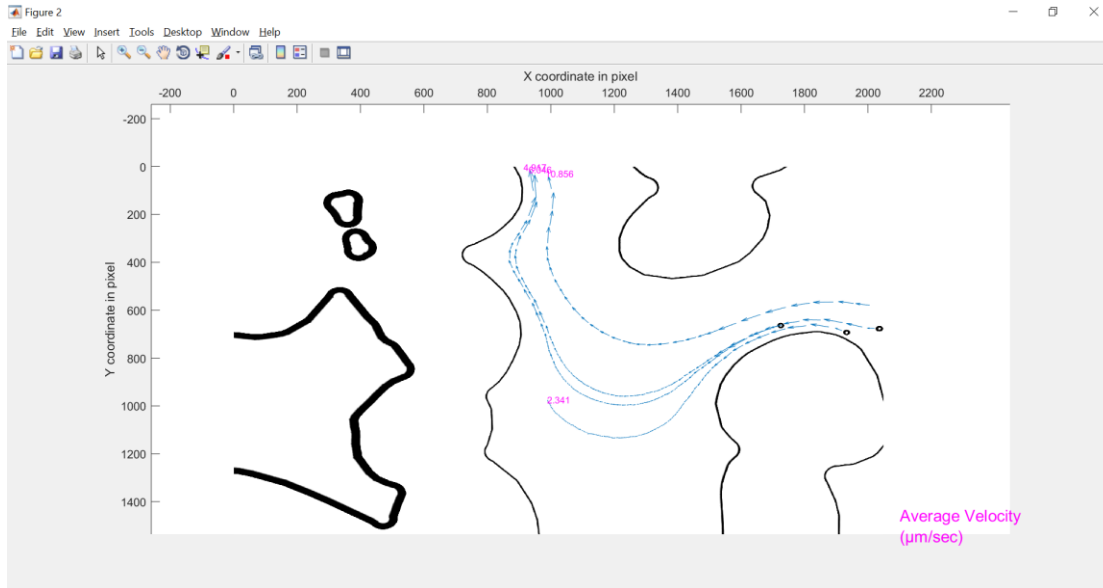 Figure 2
File Edit View Insert Tools Desktop Window Help
X coordinate in pixel
-200 0 200 400 600 800 1000 1200 1400 1600 1800 2000 2200
-200
0
200
400
600
800
1000
1200
1400
Y coordinate in pixel
2.341
Average Velocity
(μm/sec)